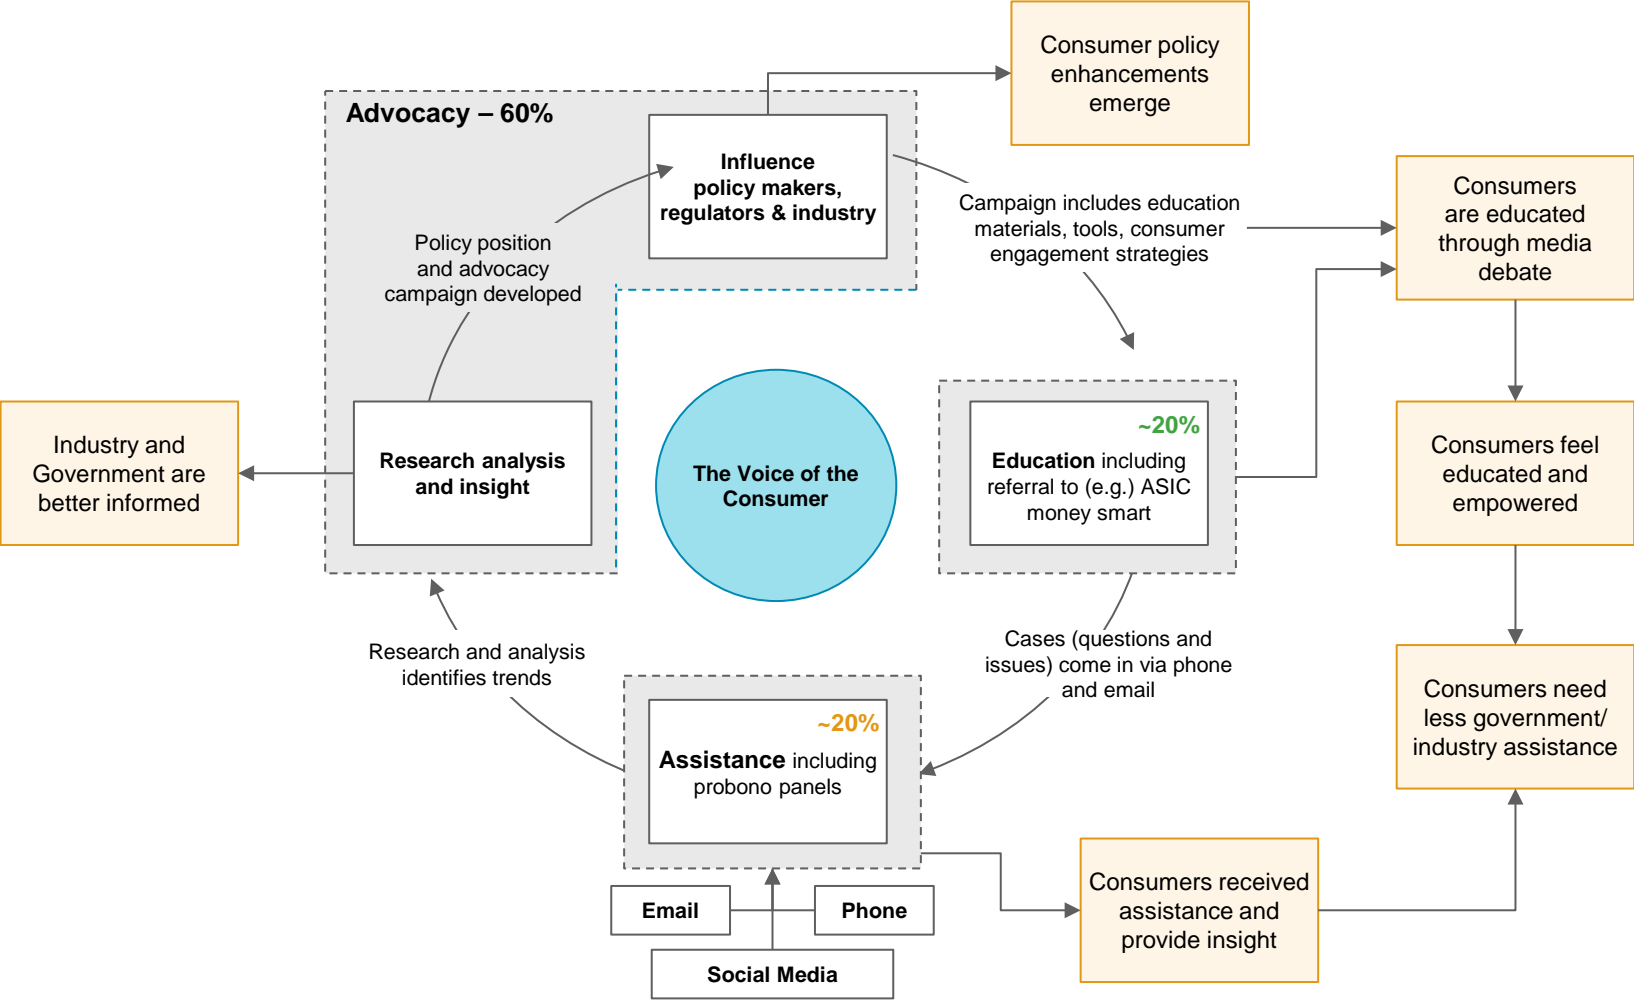 Consumer policy
enhancements
emerge
Advocacy – 60%
Influence
policy makers,
regulators & industry
Policy position
and advocacy
campaign developed
Campaign includes education
materials, tools, consumer
engagement strategies
Consumers
are educated
through media
debate
Industry and
Government are
better informed
Research analysis
and insight
The Voice of the
Consumer
~20%
Education including
referral to (e.g.) ASIC
money smart
Consumers feel
educated and
empowered
Research and analysis
identifies trends
Cases (questions and
issues) come in via phone
and email
~20%
Assistance including
probono panels
Consumers need
less government/
industry assistance
Email
Phone
Social Media
Consumers received
assistance and
provide insight